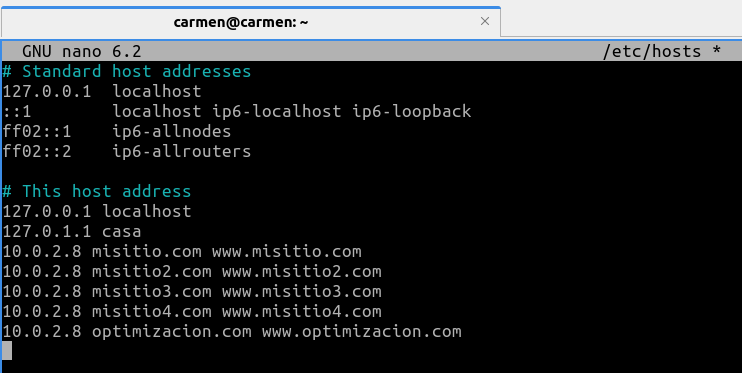 carmen@carmen: ~ ×
GNU nano 6.2 /etc/hosts *
# Standard host addresses
127.0.0.1 localhost
::1 localhost ip6-localhost ip6-loopback
ff02::1 ip6-allnodes
ff02::2 ip6-allrouters
# This host address
127.0.0.1 localhost
127.0.1.1 casa
10.0.2.8 misitio.com www.misitio.com
10.0.2.8 misitio2.com www.misitio2.com
10.0.2.8 misitio3.com www.misitio3.com
10.0.2.8 misitio4.com www.misitio4.com
10.0.2.8 optimizacion.com www.optimizacion.com